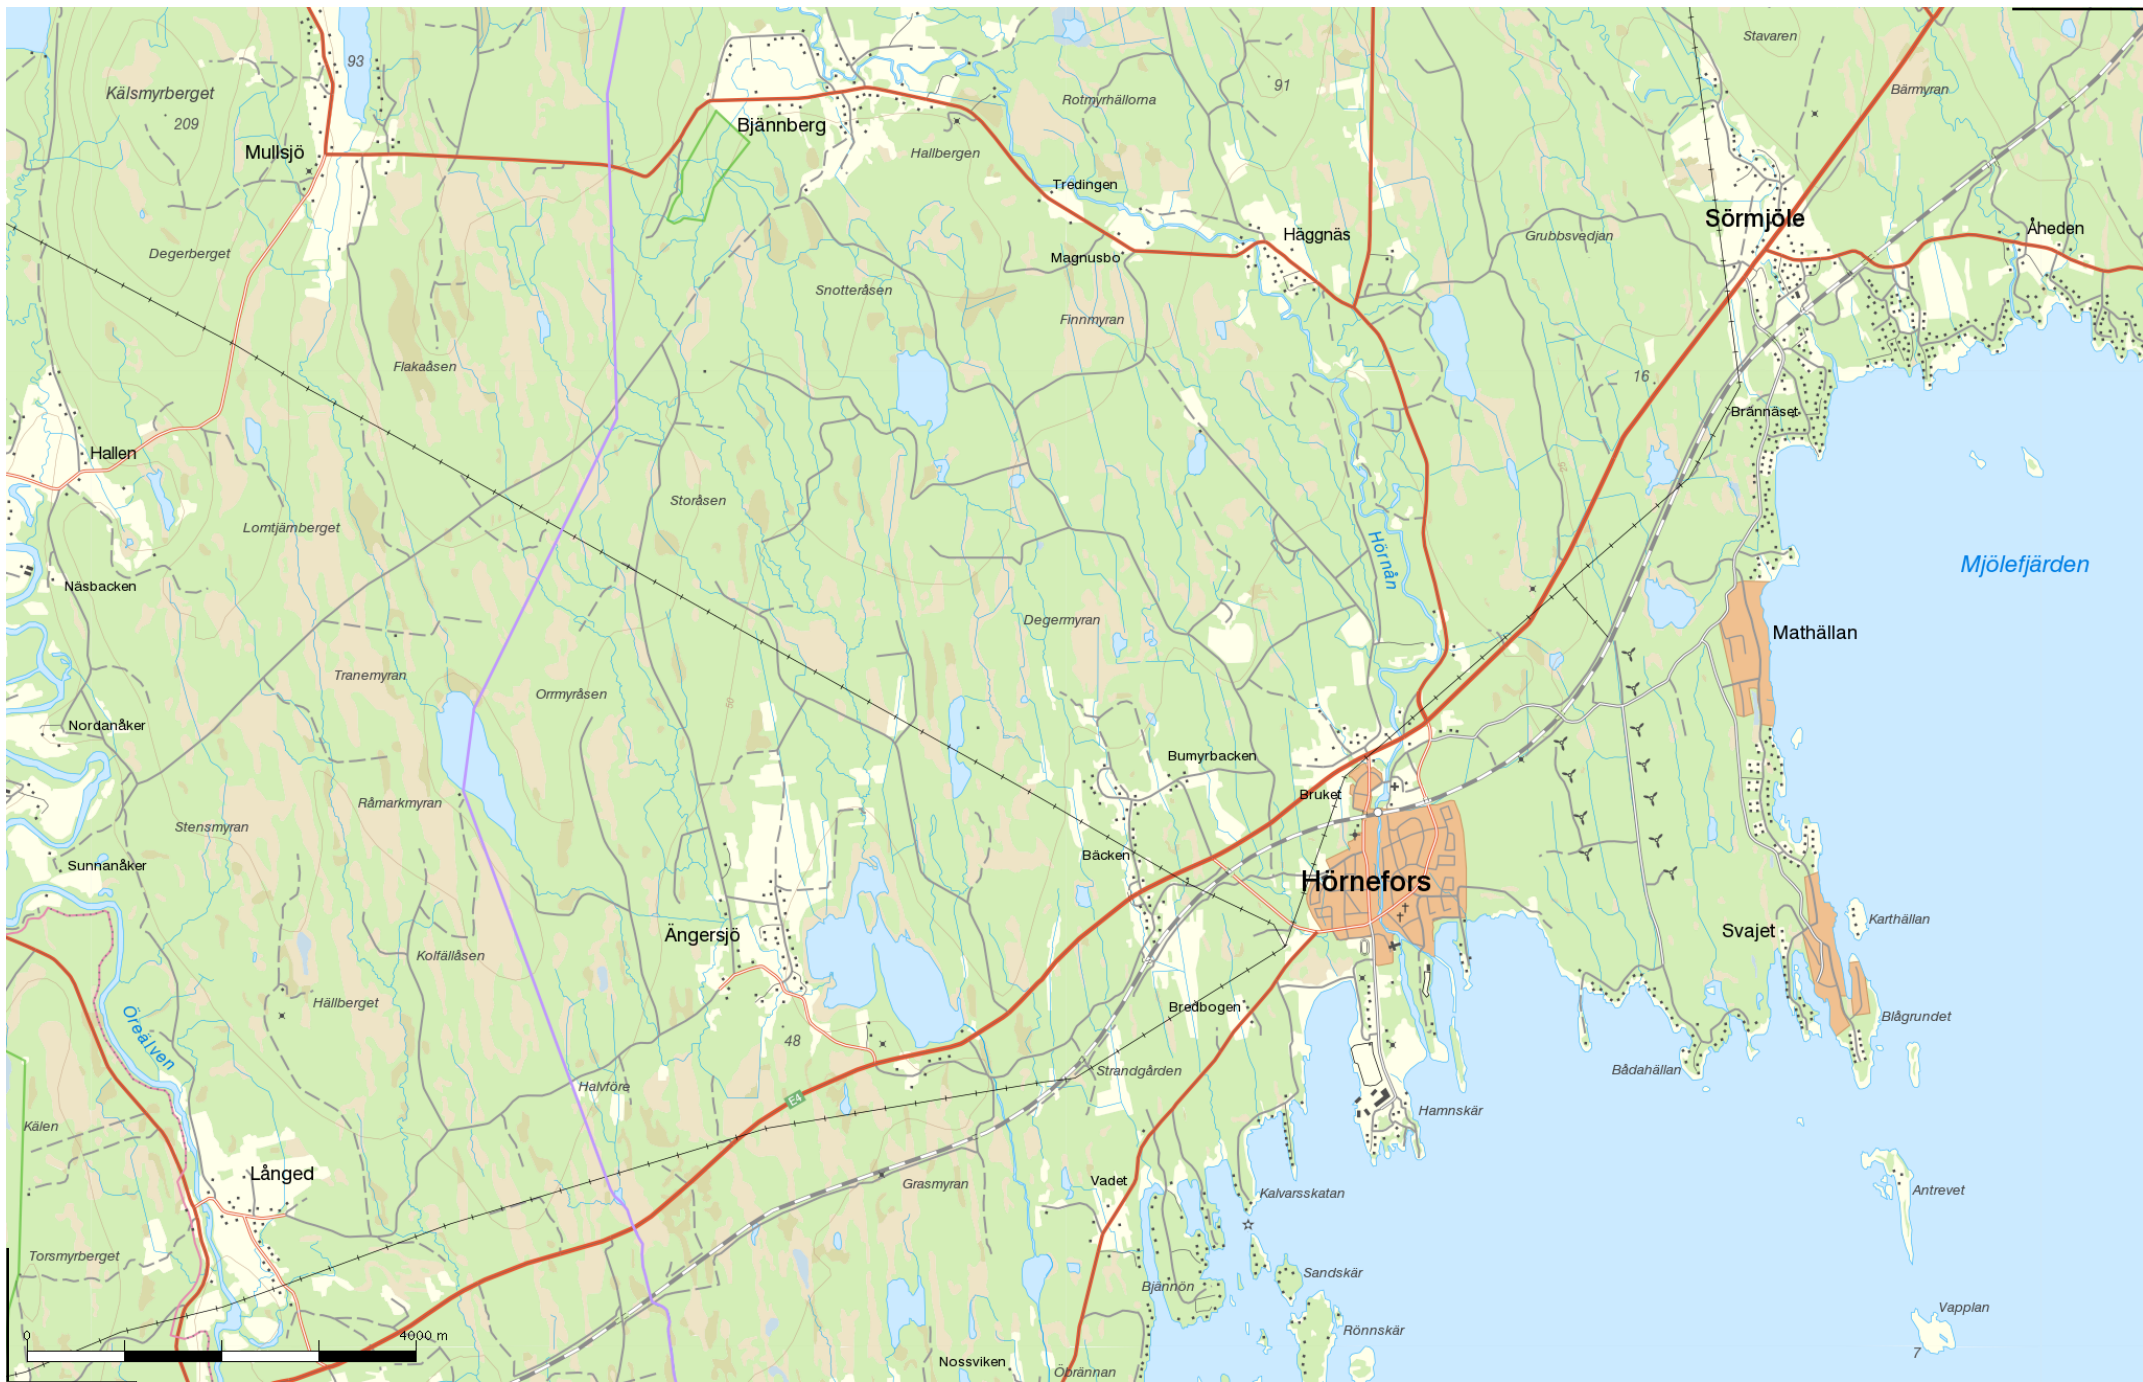 Stavaren
93
91
Kälsmyrberget
Bärmyran
Rotmyrhällorna
209
Bjännberg
Mullsjö
Hallbergen
Tredingen
Sörmjöle
Åheden
Häggnäs
Grubbsvedjan
Degerberget
Magnusbo
Snotteråsen
Finnmyran
Flakaåsen
16
Brännäset
Hallen
Storåsen
Lomtjärnberget
Hörnån
Mjölefjärden
Näsbacken
Degermyran
Mathällan
Tranemyran
Orrmyråsen
Nordanåker
Bumyrbacken
Bruket
Råmarkmyran
Stensmyran
Bäcken
Sunnanåker
Hörnefors
Karthällan
Ängersjö
Svajet
Kolfällåsen
Hällberget
Bredbogen
Blågrundet
Öreälven
48
Strandgården
Bådahällan
Halvföre
E4
Hamnskär
Kälen
Långed
Vadet
Grasmyran
Kalvarsskatan
Antrevet
Torsmyrberget
Sandskär
Bjännön
Vapplan
0
4000 m
Rönnskär
7
Nossviken
Öbrännan